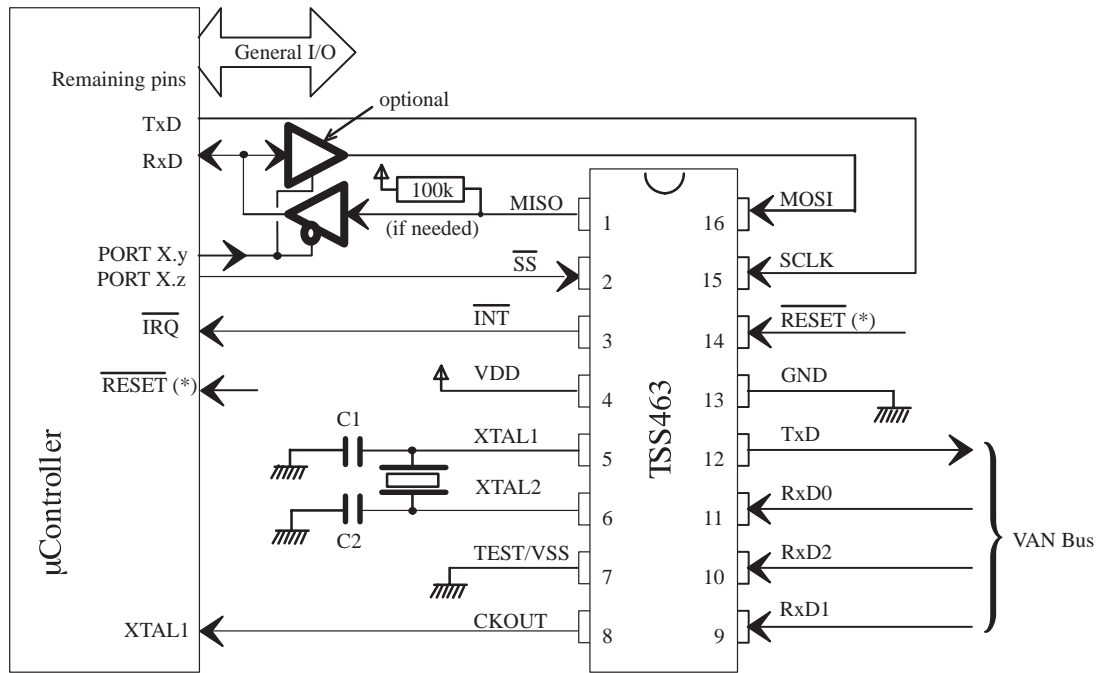 General I/O
Remaining pins
optional
TxD
RxD
100k
MISO
(if needed)
MOSI
1
16
PORT X.y
PORT X.z
SS
SCLK
2
15
IRQ
INT
RESET (*)
3
14
RESET (*)
VDD
GND
4
13
C1
XTAL1
TxD
5
12
XTAL2
RxD0
6
11
C2
TEST/VSS
RxD2
7
10
VAN Bus
XTAL1
CKOUT
RxD1
8
9
µController
TSS463